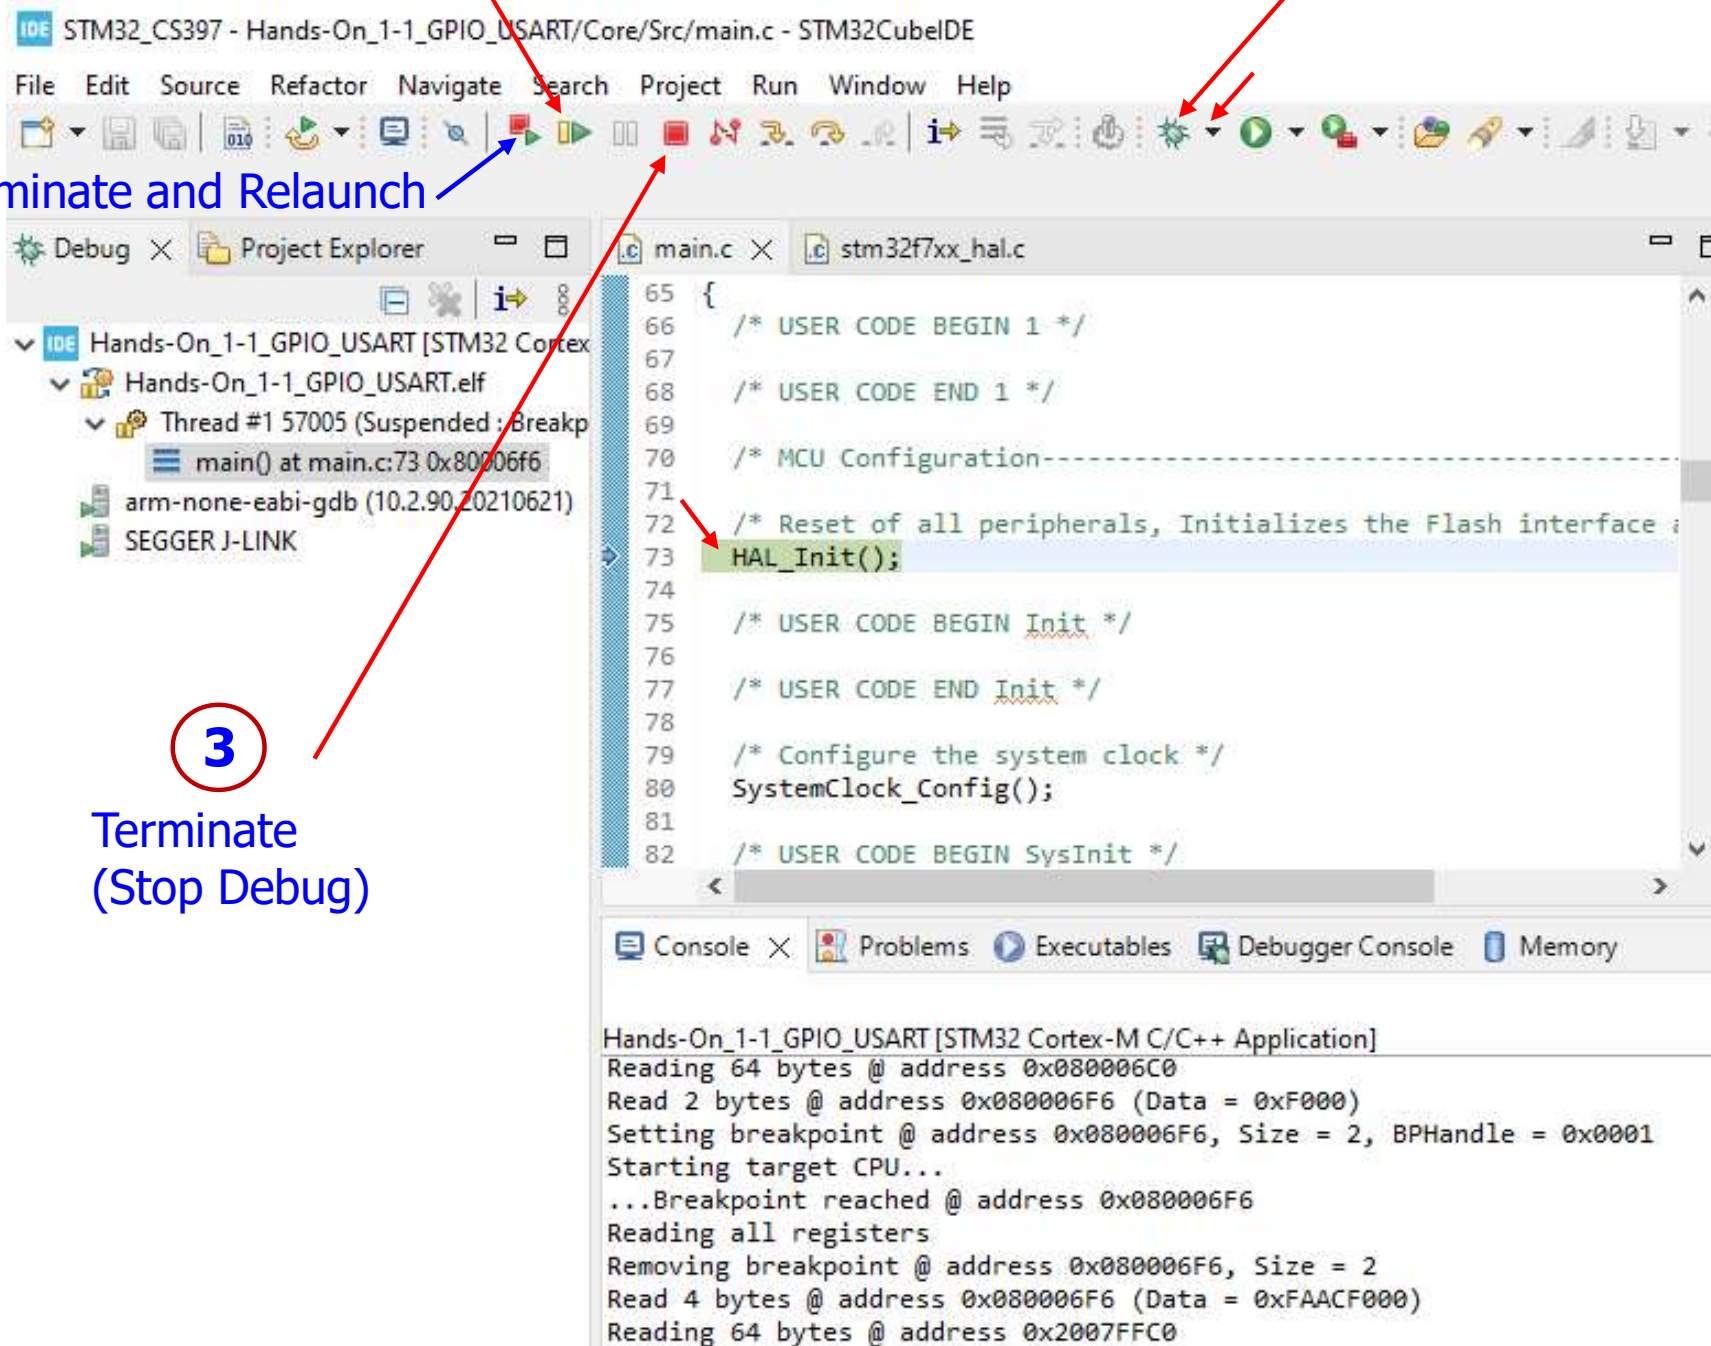 IDE STM32_CS397 - Hands-On_1-1_GPIO_USART/Core/Src/main.c - STM32CubeIDE
File Edit Source Refactor Navigate Search Project Run Window Help
010
minate and Relaunch
Debug Project Explorer
IDE Hands-On_1-1_GPIO_USART [STM32 Cortex
Hands-On_1-1_GPIO_USART.elf
Thread #1 57005 (Suspended : Breakp
main() at main.c:73 0x80006f6
arm-none-eabi-gdb (10.2.90.20210621)
SEGGER J-LINK
3
Terminate
(Stop Debug)
main.c stm32f7xx_hal.c
65 {
66 /* USER CODE BEGIN 1 */
67
68 /* USER CODE END 1 */
69
70 /* MCU Configuration--------------------------------------------
71
72 /* Reset of all peripherals, Initializes the Flash interface a
73 HAL_Init();
74
75 /* USER CODE BEGIN Init */
76
77 /* USER CODE END Init */
78
79 /* Configure the system clock */
80 SystemClock_Config();
81
82 /* USER CODE BEGIN SysInit */
Console Problems Executables Debugger Console Memory
Hands-On_1-1_GPIO_USART [STM32 Cortex-M C/C++ Application]
Reading 64 bytes @ address 0x080006C0
Read 2 bytes @ address 0x080006F6 (Data = 0xF000)
Setting breakpoint @ address 0x080006F6, Size = 2, BPHandle = 0x0001
Starting target CPU...
...Breakpoint reached @ address 0x080006F6
Reading all registers
Removing breakpoint @ address 0x080006F6, Size = 2
Read 4 bytes @ address 0x080006F6 (Data = 0xFAACF000)
Reading 64 bytes @ address 0x2007FFC0